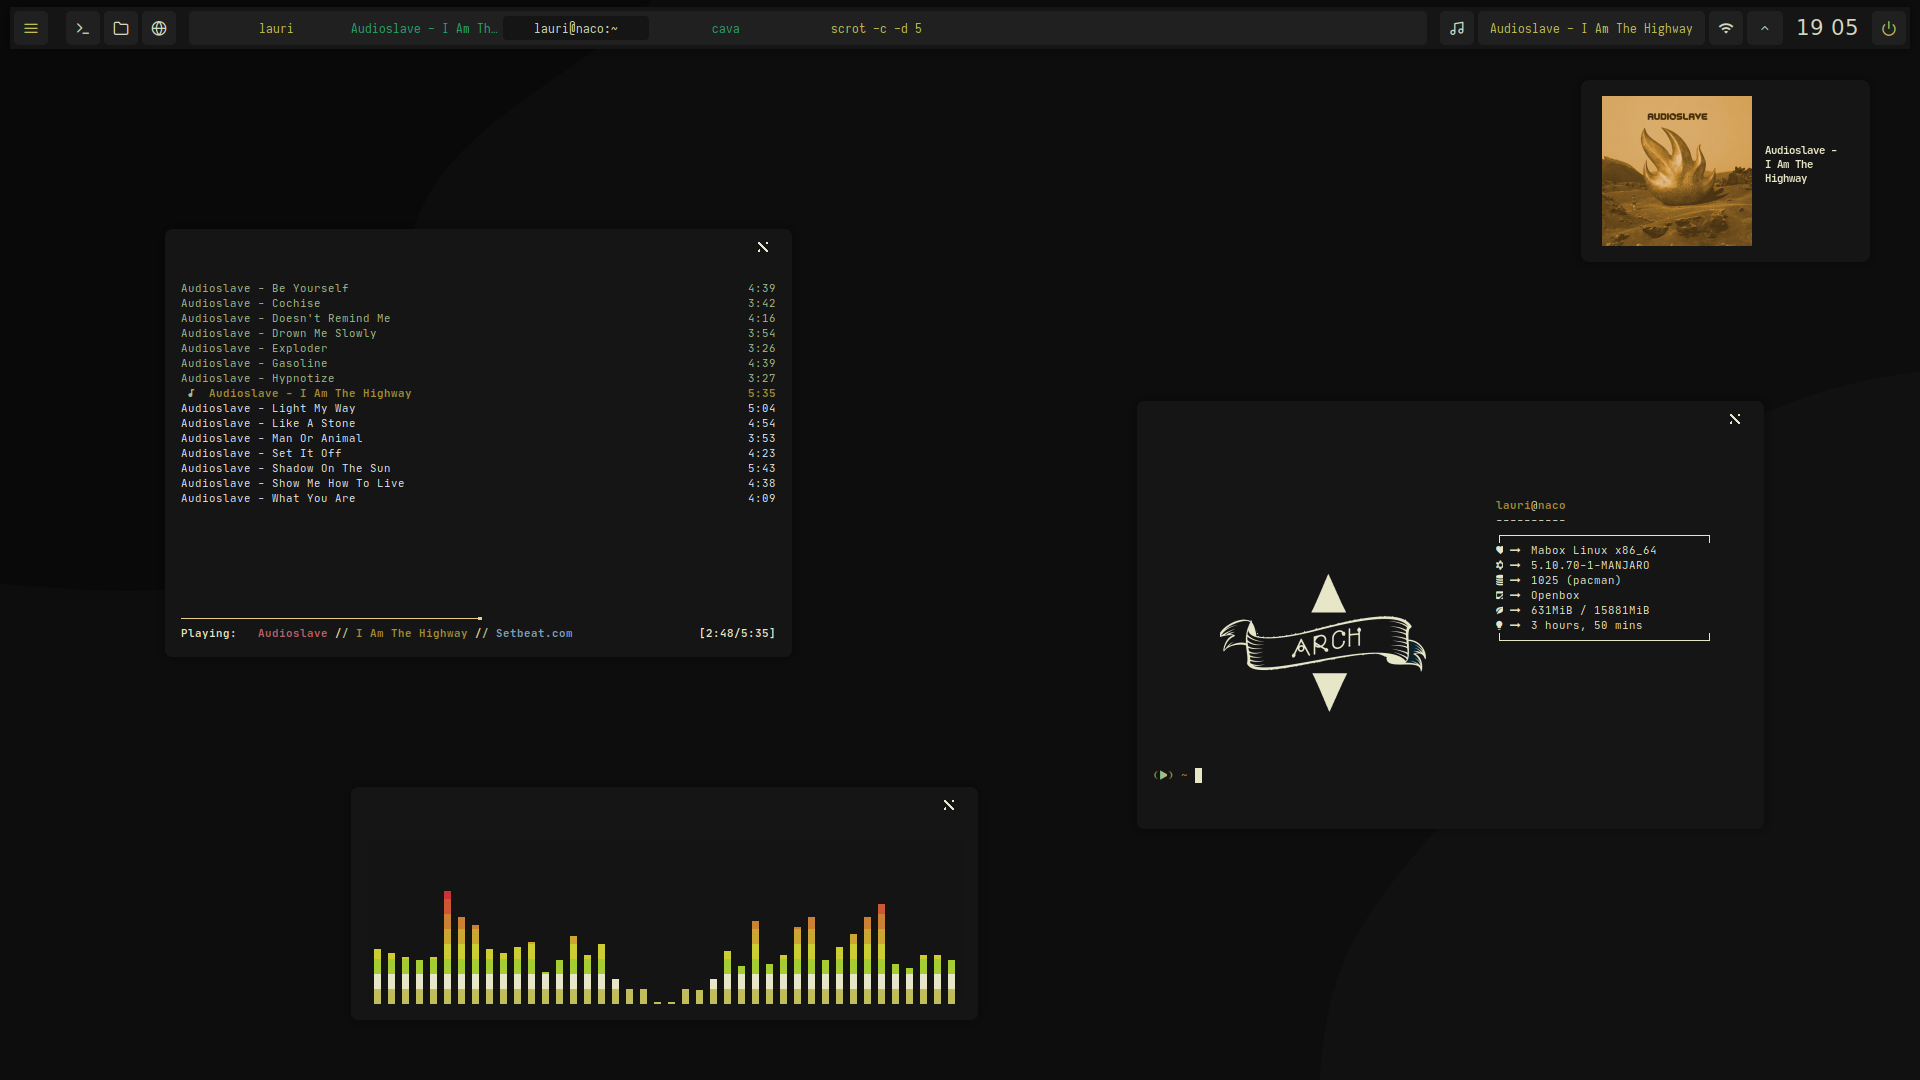 lauri
Audioslave - I Am Th…
lauri@naco:~
cava
scrot -c -d 5
Audioslave - I Am The Highway
19 05
AUDIOSLAVE
Audioslave -
I Am The
Highway
Audioslave - Be Yourself 4:39
Audioslave - Cochise 3:42
Audioslave - Doesn't Remind Me 4:16
Audioslave - Drown Me Slowly 3:54
Audioslave - Exploder 3:26
Audioslave - Gasoline 4:39
Audioslave - Hypnotize 3:27
♪ Audioslave - I Am The Highway 5:35
Audioslave - Light My Way 5:04
Audioslave - Like A Stone 4:54
Audioslave - Man Or Animal 3:53
Audioslave - Set It Off 4:23
Audioslave - Shadow On The Sun 5:43
Audioslave - Show Me How To Live 4:38
Audioslave - What You Are 4:09
Playing: Audioslave // I Am The Highway // Setbeat.com [2:48/5:35]
lauri@naco
----------
Mabox Linux x86_64
5.10.70-1-MANJARO
1025 (pacman)
Openbox
631MiB / 15881MiB
3 hours, 50 mins
ARCH
(▶) ~